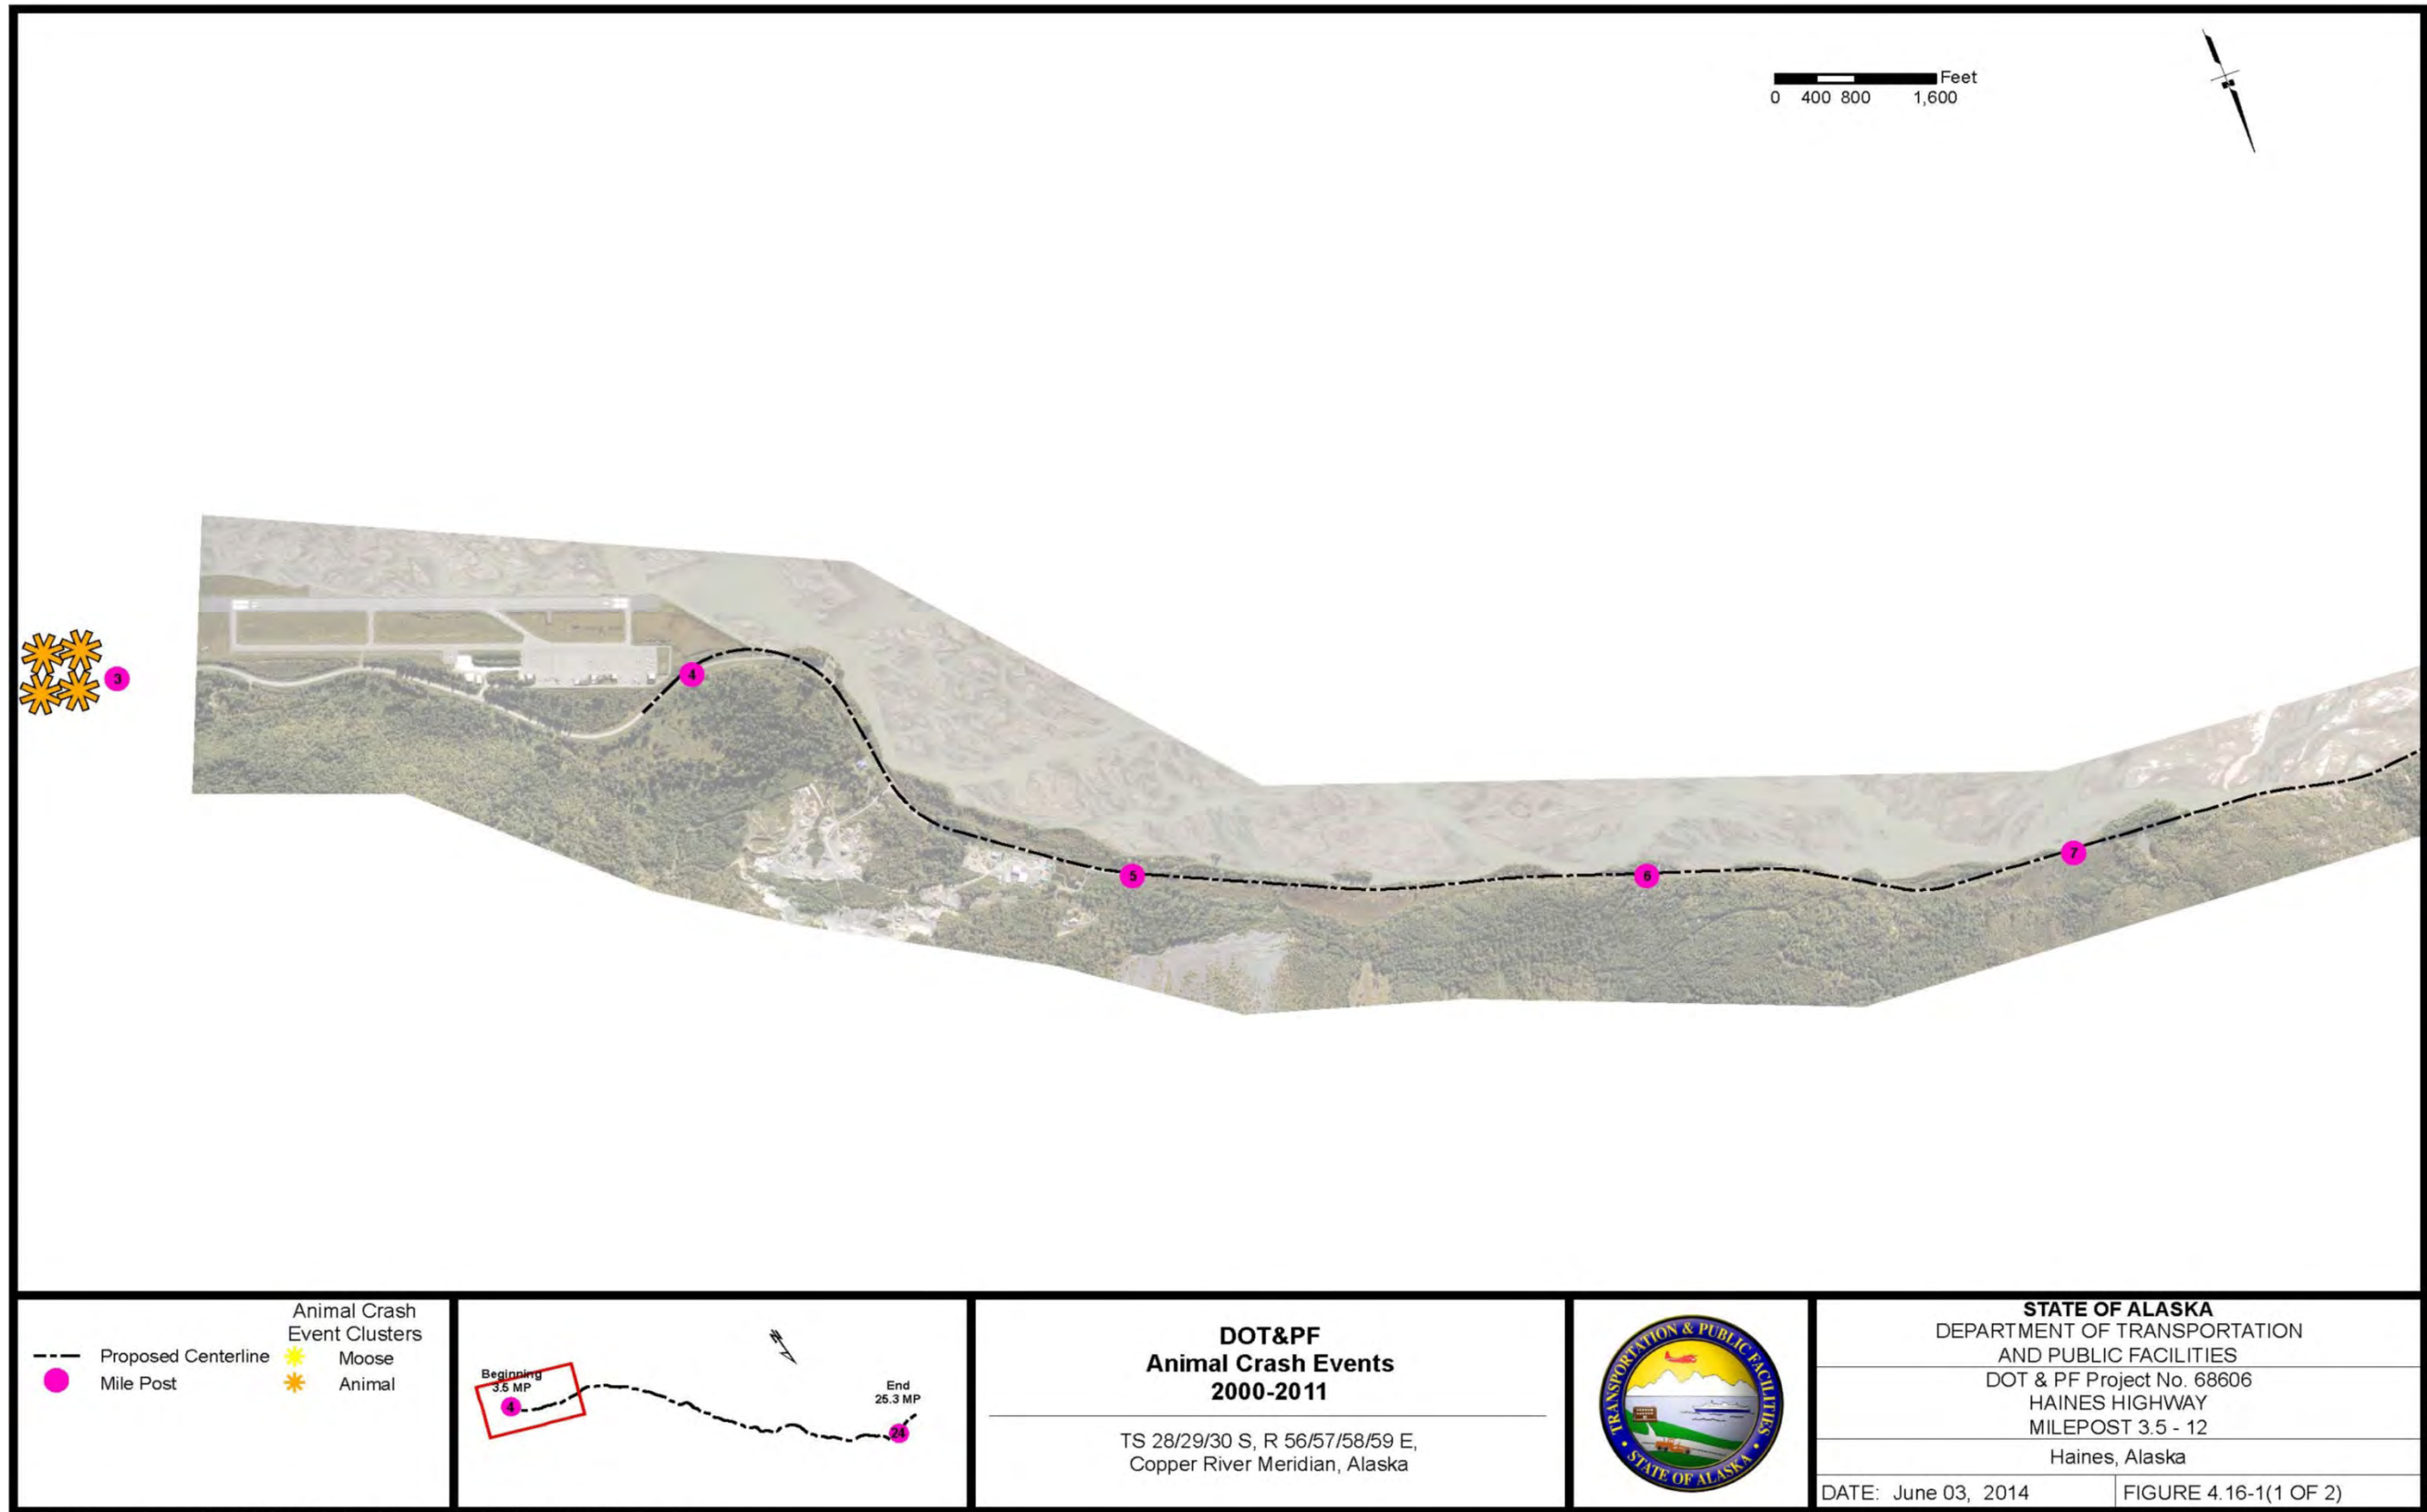 Feet
0 400 800 1,600
3
4
5
6
7
Animal Crash
Event Clusters
Proposed Centerline
Moose
Mile Post
Animal
N
Beginning
3.5 MP
4
End
25.3 MP
24
DOT&PF
Animal Crash Events
2000-2011
TS 28/29/30 S, R 56/57/58/59 E,
Copper River Meridian, Alaska
TRANSPORTATION & PUBLIC FACILITIES
• STATE OF ALASKA •
STATE OF ALASKA
DEPARTMENT OF TRANSPORTATION
AND PUBLIC FACILITIES
DOT & PF Project No. 68606
HAINES HIGHWAY
MILEPOST 3.5 - 12
Haines, Alaska
DATE: June 03, 2014
FIGURE 4.16-1(1 OF 2)